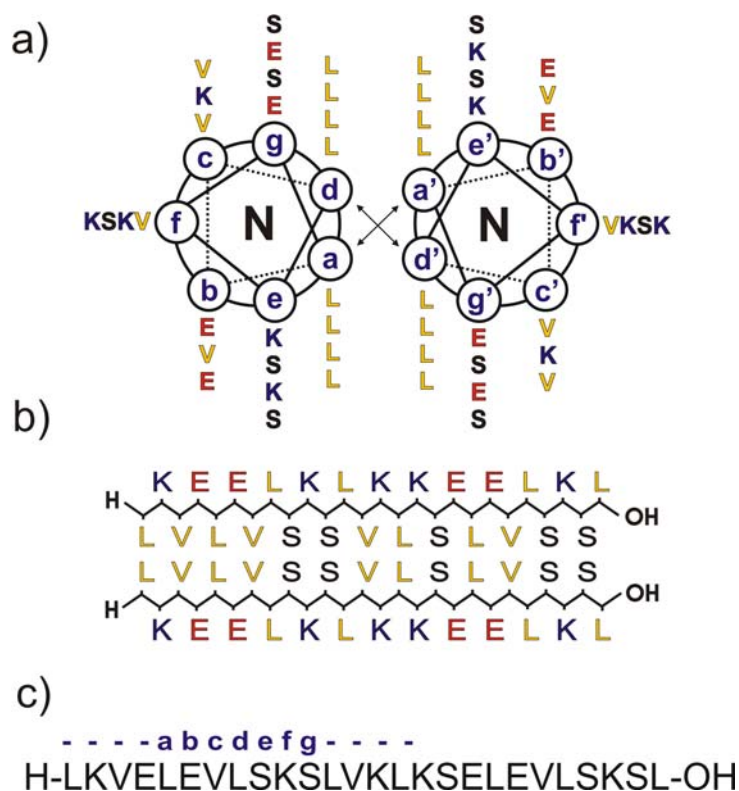 a)
V K V
S E S E
L L L L
L L L L
S K S K
E V E
c
g
d
e'
b'
a'
KSKV
f
N
N
f'
VKSK
b
e
a
d'
g'
c'
E V E
K S K S
L L L L
L L L L
E S E S
V K V
b)
H K E E L K L K K E E L K L OH
L V L V S S V L S L V S S
L V L V S S V L S L V S S
H K E E L K L K K E E L K L OH
c)
- - - - a b c d e f g - - - -
H-LKVELEVLSKSLVKLKSELEVLSKSL-OH